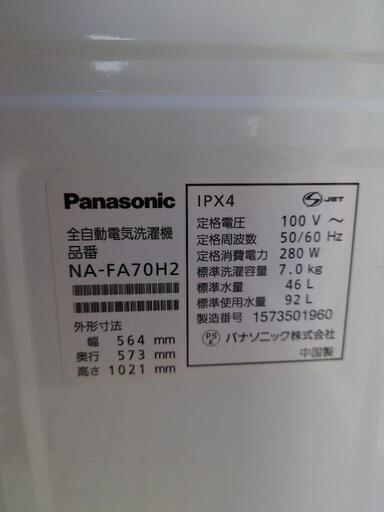 Panasonic
全自動電気洗濯機
品番
NA-FA70H2
外形寸法
幅 564 mm
奥行 573 mm
高さ 1021 mm
IPX4
S JET
定格電圧 100 V ～
定格周波数 50/60 Hz
定格消費電力 280 W
標準洗濯容量 7.0 kg
標準水量 46 L
標準使用水量 92 L
製造番号 1573501960
PS E パナソニック株式会社
中国製